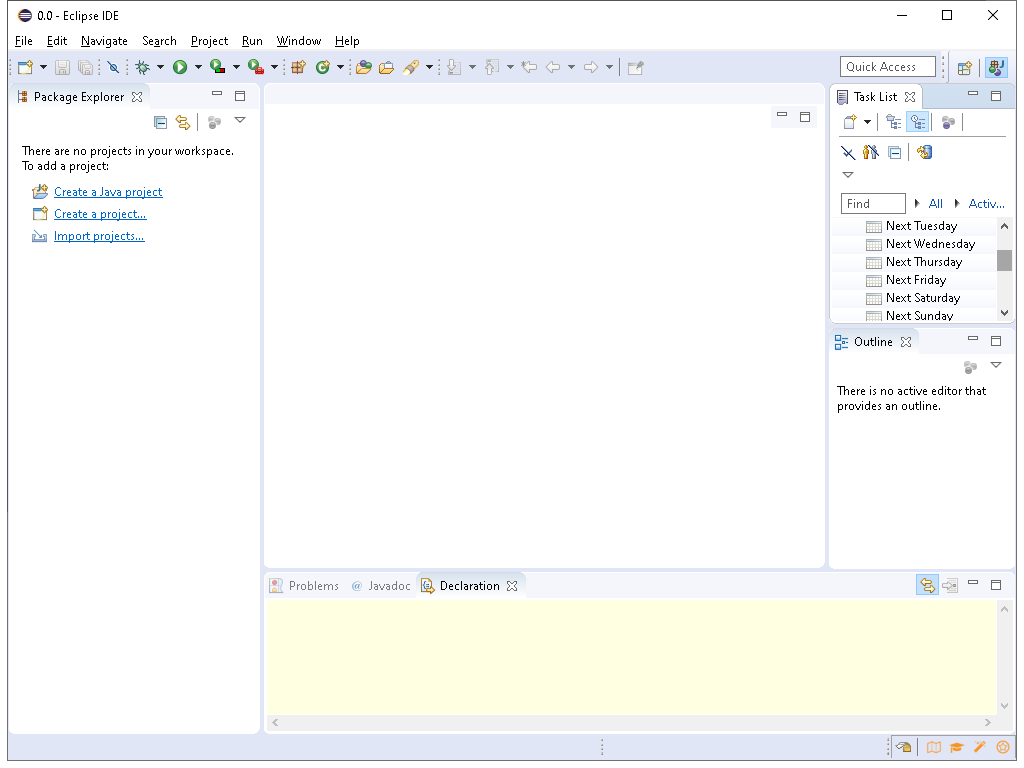 0.0 - Eclipse IDE
File Edit Navigate Search Project Run Window Help
Quick Access
Package Explorer
There are no projects in your workspace.
To add a project:
Create a Java project
Create a project...
Import projects...
Task List
Find All Activ...
Next Tuesday
Next Wednesday
Next Thursday
Next Friday
Next Saturday
Next Sunday
Outline
There is no active editor that
provides an outline.
Problems @ Javadoc Declaration